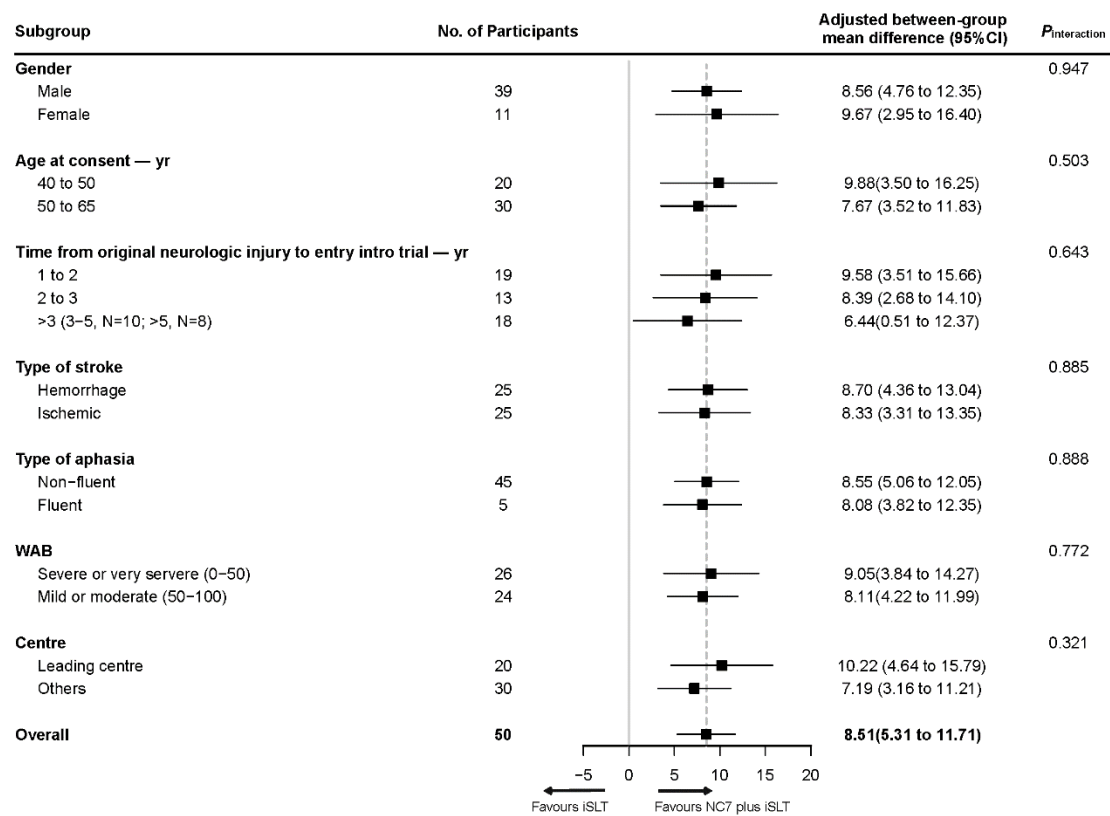 Subgroup No. of Participants Adjusted between-group mean difference (95%CI) Pinteraction
Gender 0.947
Male 39 8.56 (4.76 to 12.35)
Female 11 9.67 (2.95 to 16.40)
Age at consent — yr 0.503
40 to 50 20 9.88(3.50 to 16.25)
50 to 65 30 7.67 (3.52 to 11.83)
Time from original neurologic injury to entry intro trial — yr 0.643
1 to 2 19 9.58 (3.51 to 15.66)
2 to 3 13 8.39 (2.68 to 14.10)
>3 (3−5, N=10; >5, N=8) 18 6.44(0.51 to 12.37)
Type of stroke 0.885
Hemorrhage 25 8.70 (4.36 to 13.04)
Ischemic 25 8.33 (3.31 to 13.35)
Type of aphasia 0.888
Non−fluent 45 8.55 (5.06 to 12.05)
Fluent 5 8.08 (3.82 to 12.35)
WAB 0.772
Severe or very servere (0−50) 26 9.05(3.84 to 14.27)
Mild or moderate (50−100) 24 8.11(4.22 to 11.99)
Centre 0.321
Leading centre 20 10.22 (4.64 to 15.79)
Others 30 7.19 (3.16 to 11.21)
Overall 50 8.51(5.31 to 11.71)
−5 0 5 10 15 20
Favours iSLT Favours NC7 plus iSLT